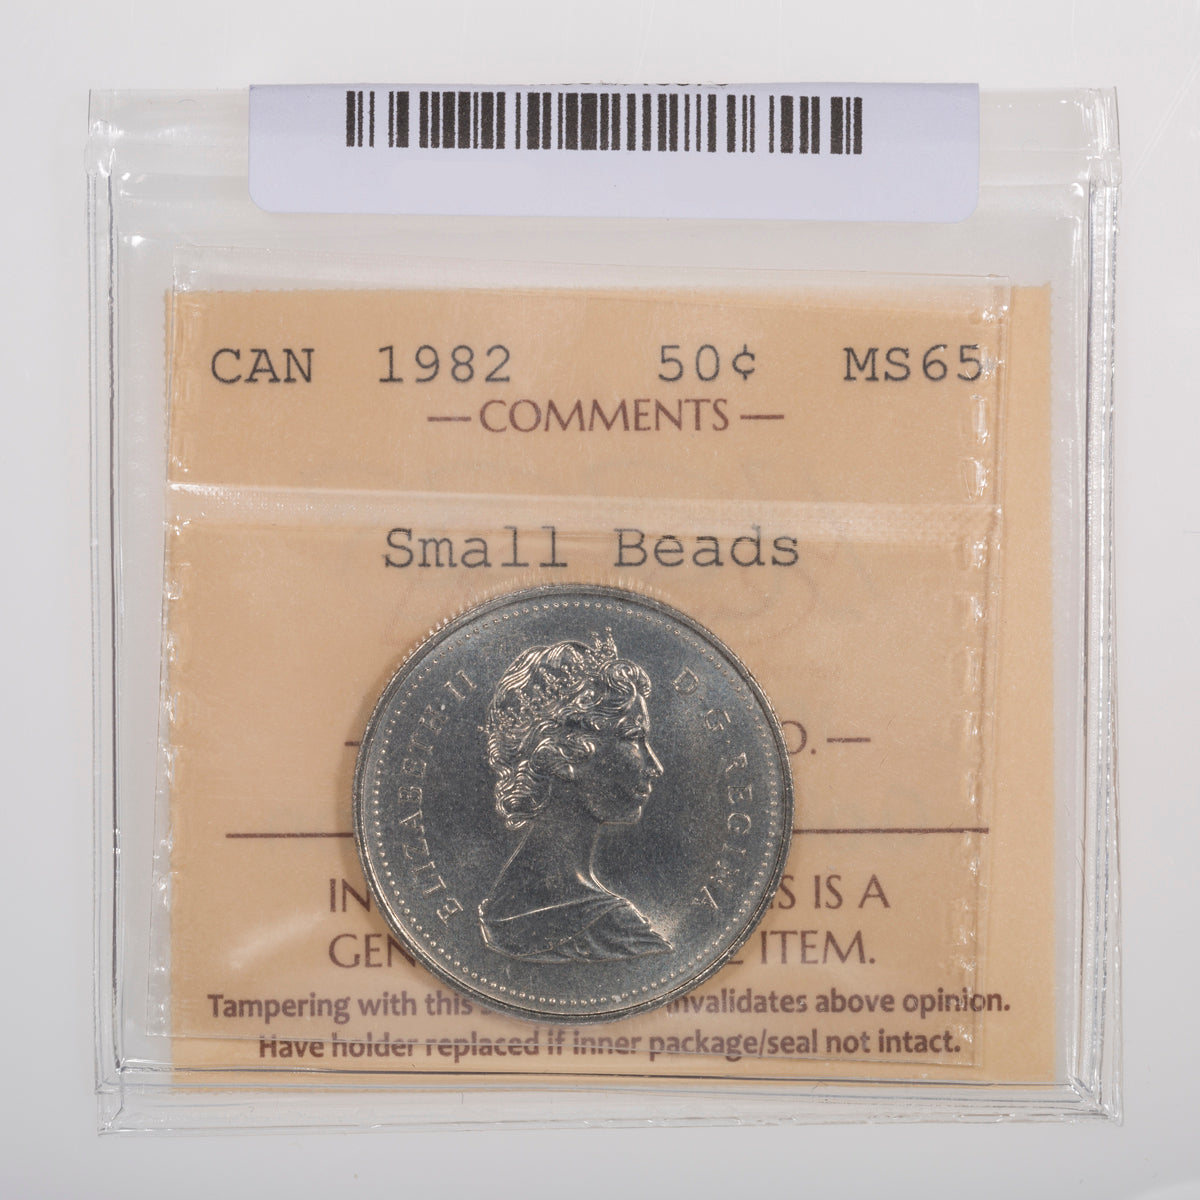 CAN 1982 50¢ MS65
— COMMENTS —
Small Beads
ELIZABETH·II D·G·REGINA
IN S IS A
GEN ITEM.
Tampering with this invalidates above opinion.
Have holder replaced if inner package/seal not intact.